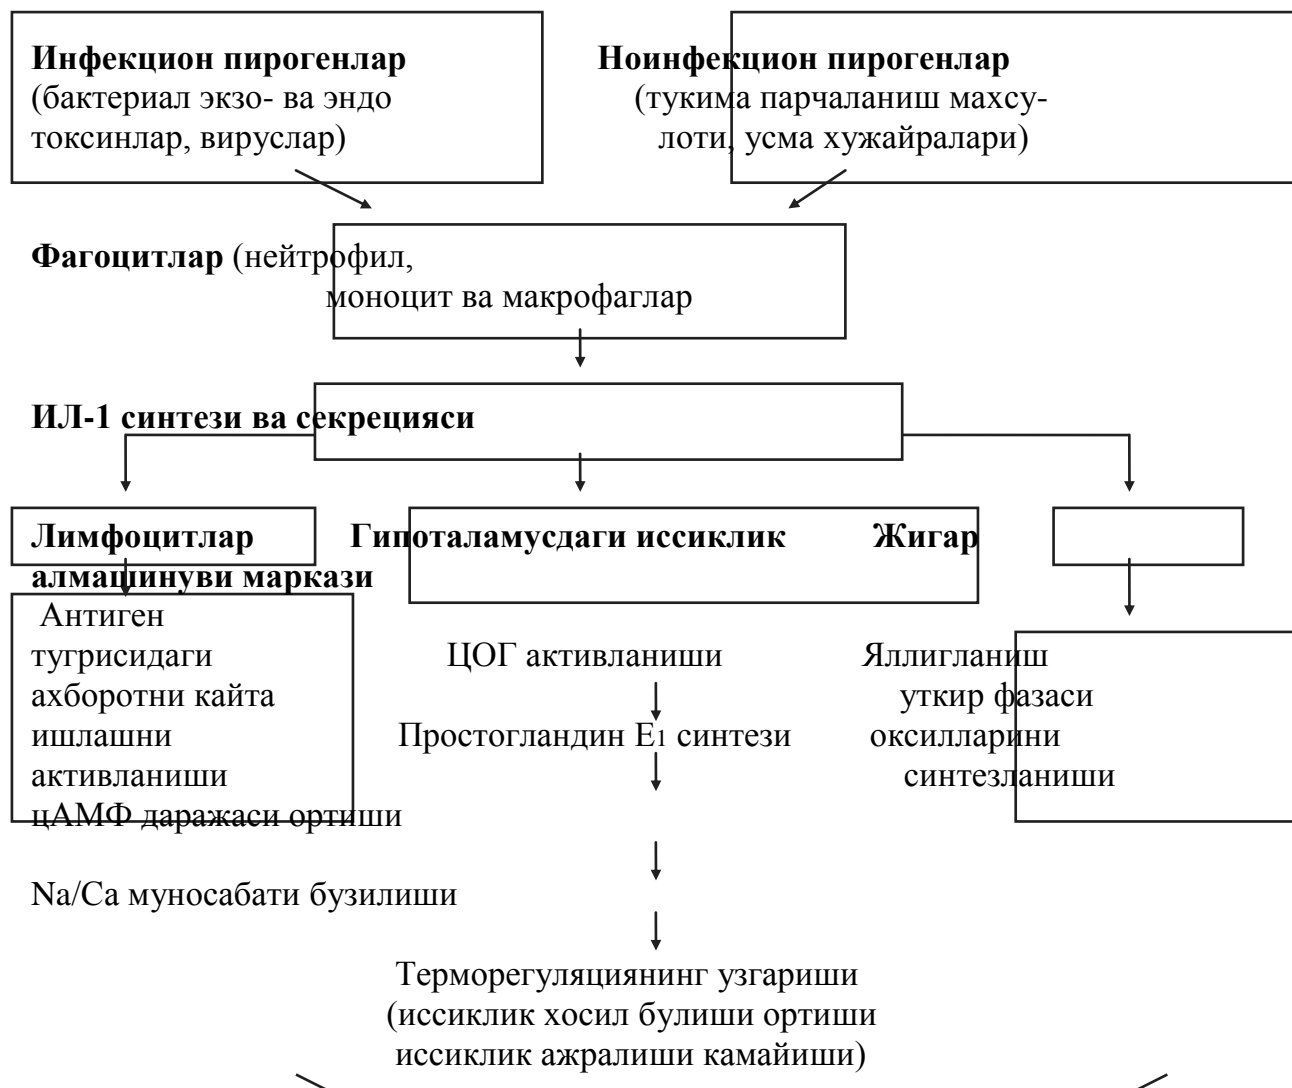 Инфекцион пирогенлар Ноинфекцион пирогенлар
(бактериал экзо- ва эндо (тукима парчаланиш махсу-
токсинлар, вируслар) лоти, усма хужайралари)
Фагоцитлар (нейтрофил,
моноцит ва макрофаглар
ИЛ-1 синтези ва секрецияси
Лимфоцитлар Гипоталамусдаги иссиклик Жигар
алмашинуви маркази
Антиген
тугрисидаги ЦОГ активланиши Яллигланиш
ахборотни кайта уткир фазаси
ишлашни Простогландин Е1 синтези оксилларини
активланиши синтезланиши
цАМФ даражаси ортиши
Na/Ca муносабати бузилиши
Терморегуляциянинг узгариши
(иссиклик хосил булиши ортиши
иссиклик ажралиши камайиши)